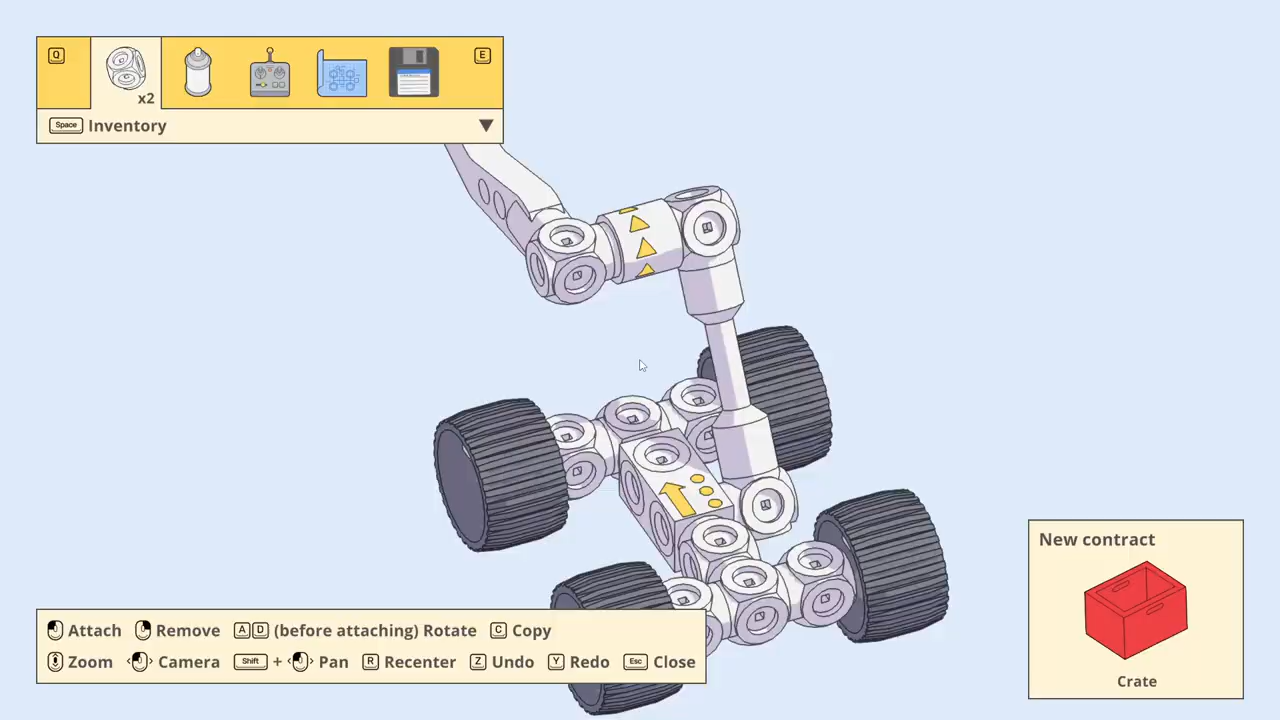 Q
E
x2
Space Inventory
New contract
Crate
Attach Remove A D (before attaching) Rotate C Copy
Zoom Camera Shift + Pan R Recenter Z Undo Y Redo Esc Close